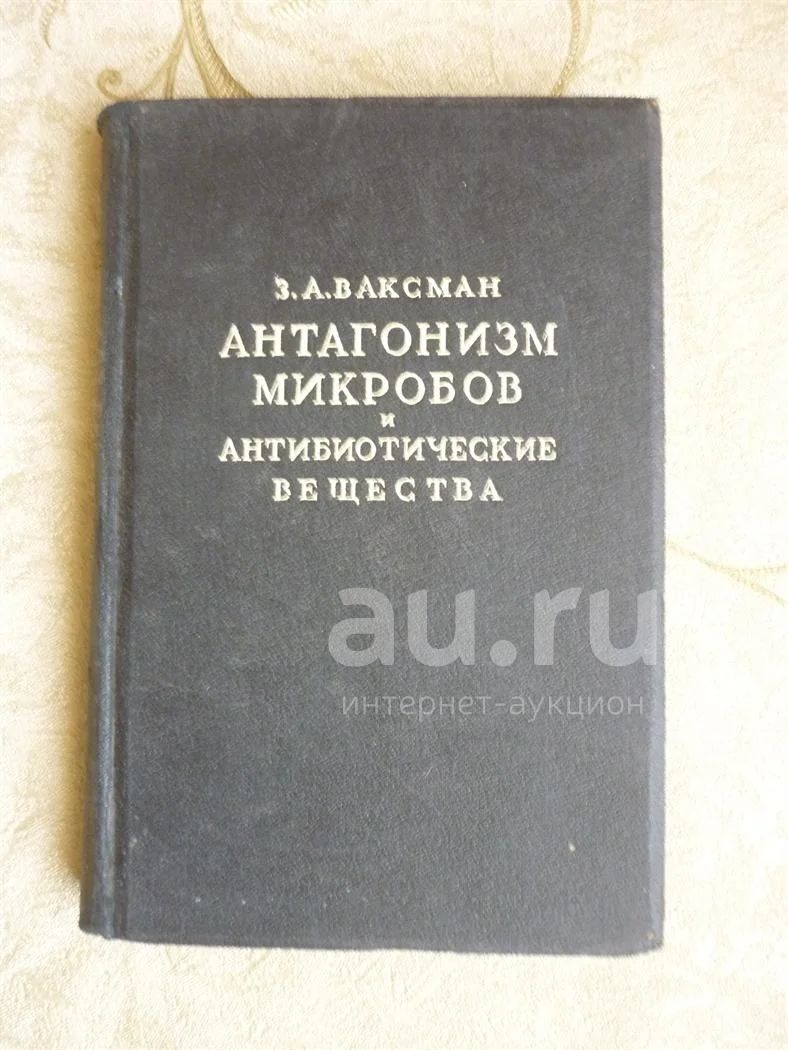 З.А.ВАКСМАН
АНТАГОНИЗМ
МИКРОБОВ
и
АНТИБИОТИЧЕСКИЕ
ВЕЩЕСТВА
au.ru
интернет-аукцион